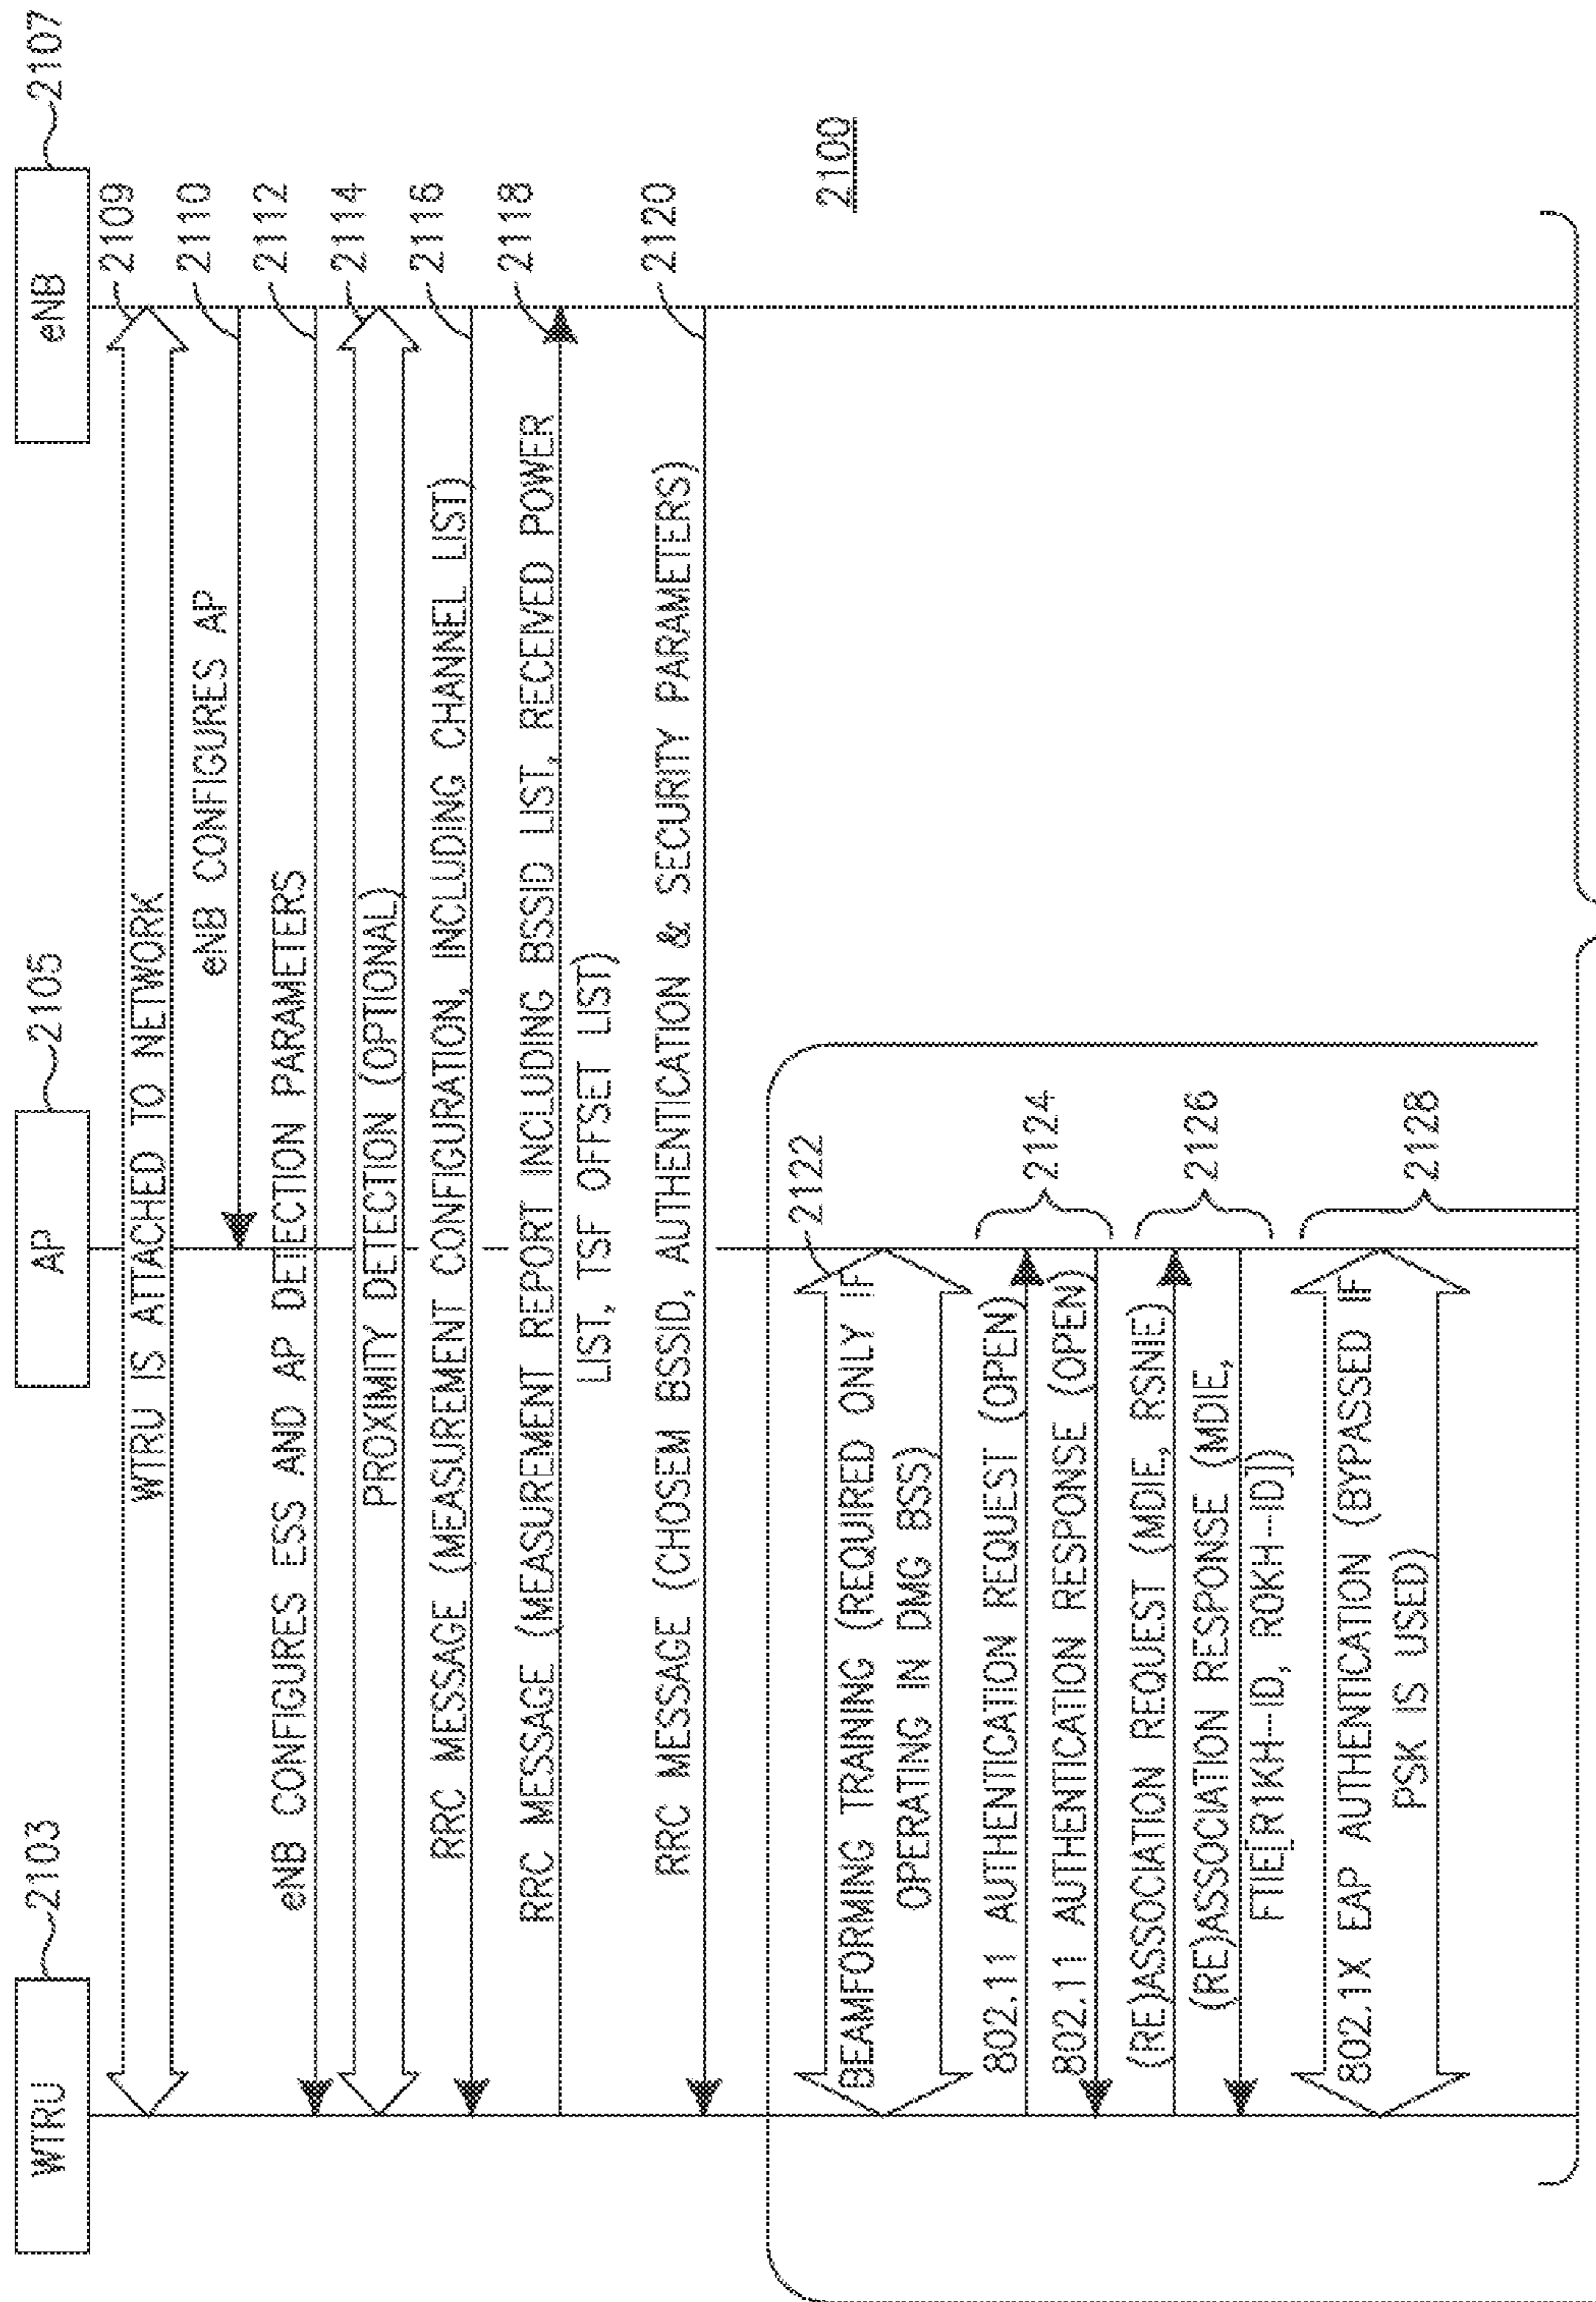 WTRU
2103
AP
2105
eNB
2107
WTRU IS ATTACHED TO NETWORK
2109
eNB CONFIGURES AP
2110
eNB CONFIGURES ESS AND AP DETECTION PARAMETERS
2112
PROXIMITY DETECTION (OPTIONAL)
2114
RRC MESSAGE (MEASUREMENT CONFIGURATION, INCLUDING CHANNEL LIST)
2116
RRC MESSAGE (MEASUREMENT REPORT INCLUDING BSSID LIST, RECEIVED POWER
LIST, TSF OFFSET LIST)
2118
RRC MESSAGE (CHOSEM BSSID, AUTHENTICATION & SECURITY PARAMETERS)
2120
2100
BEAMFORMING TRAINING (REQUIRED ONLY IF
OPERATING IN DMG BSS)
2122
802.11 AUTHENTICATION REQUEST (OPEN)
802.11 AUTHENTICATION RESPONSE (OPEN)
2124
(RE)ASSOCIATION REQUEST (MDIE, RSNIE)
(RE)ASSOCIATION RESPONSE (MDIE,
FTIE[R1KH-ID, R0KH-ID])
2126
802.1X EAP AUTHENTICATION (BYPASSED IF
PSK IS USED)
2128